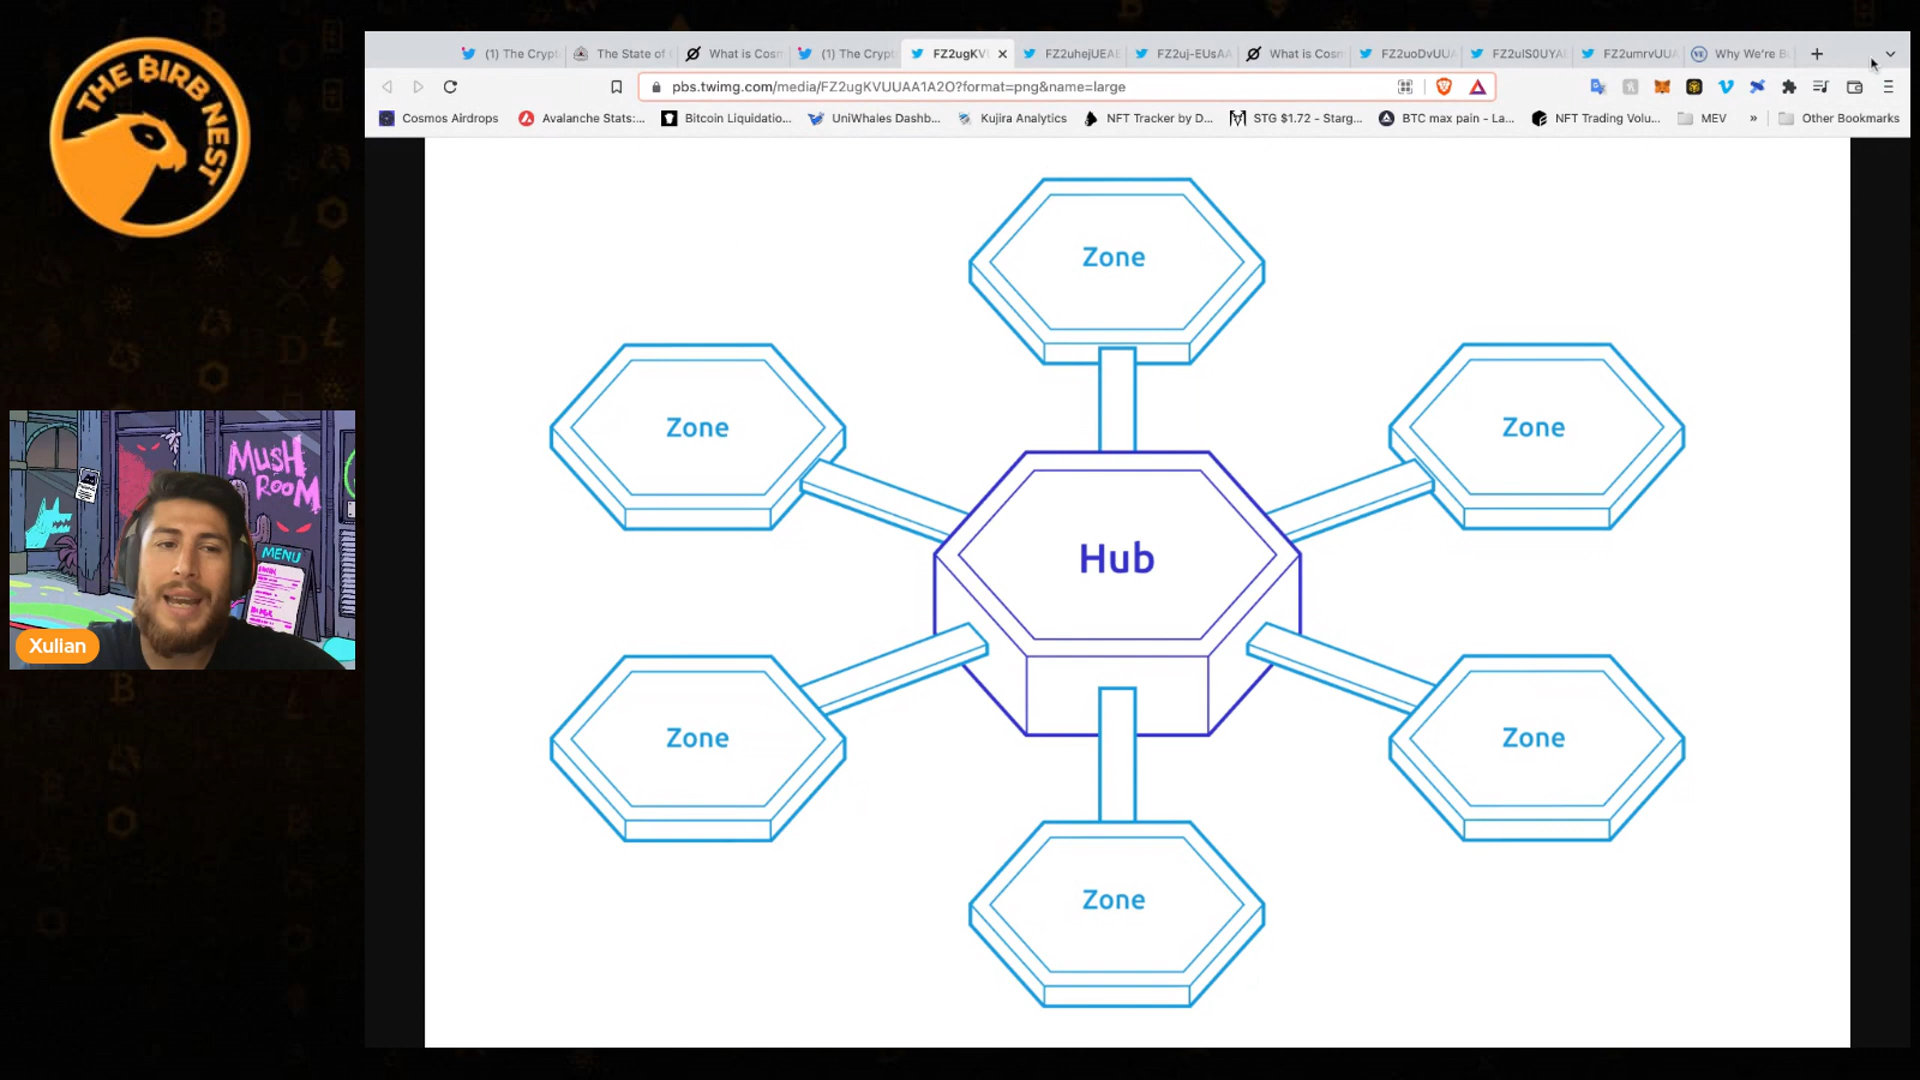 THE BIRB NEST
(1) The Crypt
The State of
What is Cosm
(1) The Crypt
FZ2ugKV
FZ2uhejUEAE
FZ2uj-EUsAA
What is Cosm
FZ2uoDvUUA
FZ2ulS0UYA
FZ2umrvUUA
Why We're B
pbs.twimg.com/media/FZ2ugKVUUAA1A2O?format=png&name=large
Cosmos Airdrops
Avalanche Stats:...
Bitcoin Liquidatio...
UniWhales Dashb...
Kujira Analytics
NFT Tracker by D...
STG $1.72 - Starg...
BTC max pain - La...
NFT Trading Volu...
MEV
»
Other Bookmarks
Zone
Zone
Zone
Hub
Zone
Zone
Zone
MUSH
ROOM
MENU
Xulian